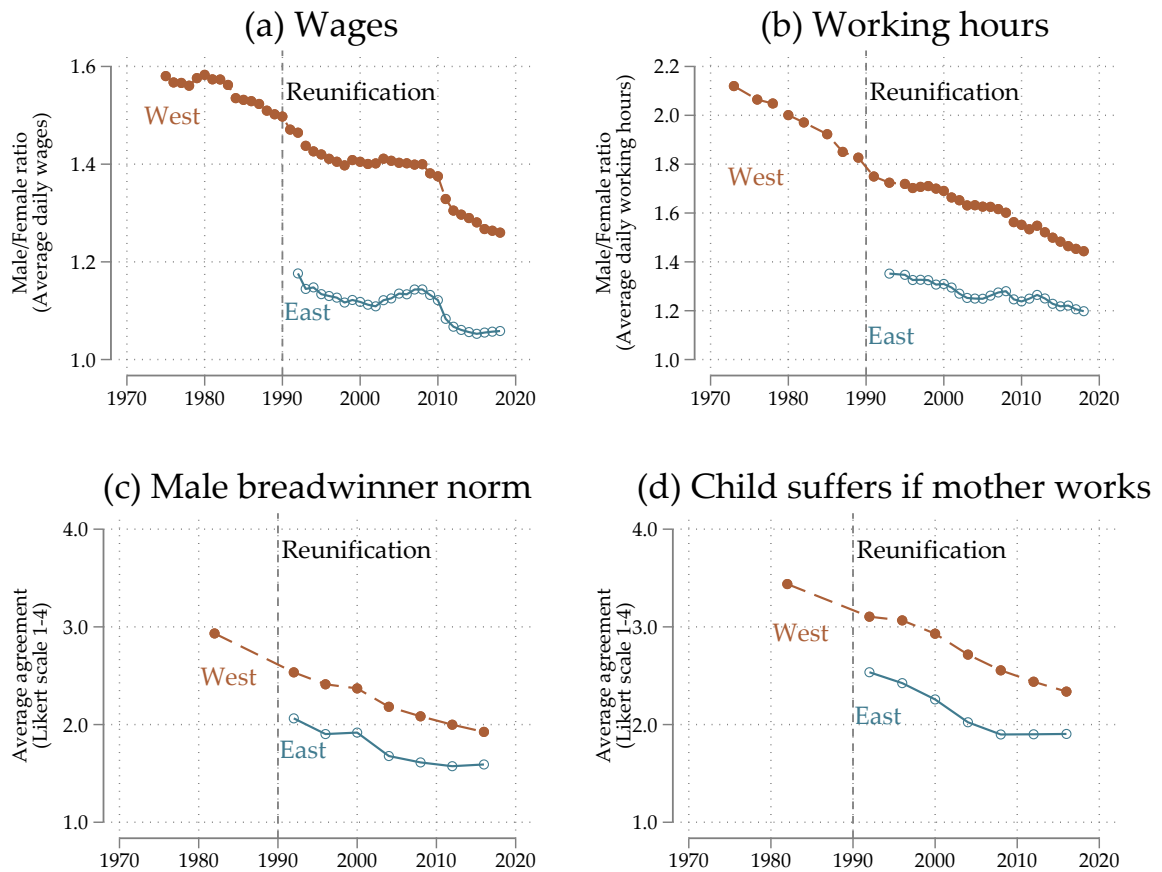 (a) Wages
Male/Female ratio
(Average daily wages)
1.6
1.4
1.2
1.0
Reunification
West
East
1970 1980 1990 2000 2010 2020
(b) Working hours
Male/Female ratio
(Average daily working hours)
2.2
2.0
1.8
1.6
1.4
1.2
1.0
Reunification
West
East
1970 1980 1990 2000 2010 2020
(c) Male breadwinner norm
Average agreement
(Likert scale 1-4)
4.0
3.0
2.0
1.0
Reunification
West
East
1970 1980 1990 2000 2010 2020
(d) Child suffers if mother works
Average agreement
(Likert scale 1-4)
4.0
3.0
2.0
1.0
Reunification
West
East
1970 1980 1990 2000 2010 2020